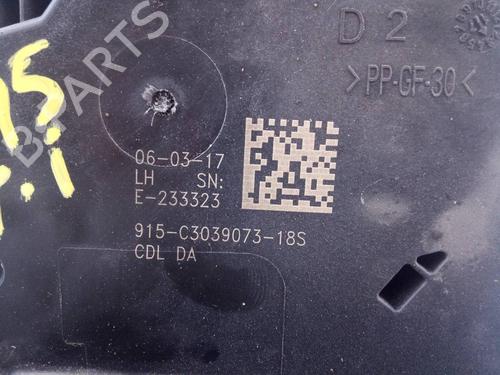 D 2
>PP-GF-30<
06-03-17
LH SN:
E-233323
915-C3039073-18S
CDL DA
B-PARTS